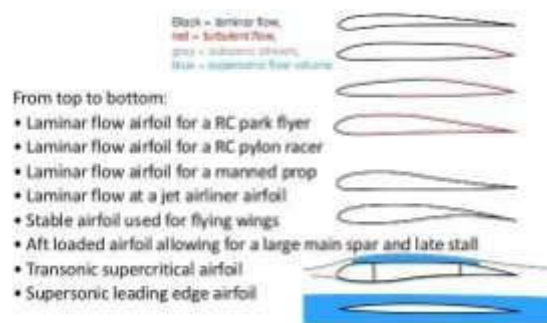 Black = laminar flow,
red = turbulent flow,
grey = subsonic stream,
blue = supersonic flow volume
From top to bottom:
• Laminar flow airfoil for a RC park flyer
• Laminar flow airfoil for a RC pylon racer
• Laminar flow airfoil for a manned prop
• Laminar flow at a jet airliner airfoil
• Stable airfoil used for flying wings
• Aft loaded airfoil allowing for a large main spar and late stall
• Transonic supercritical airfoil
• Supersonic leading edge airfoil